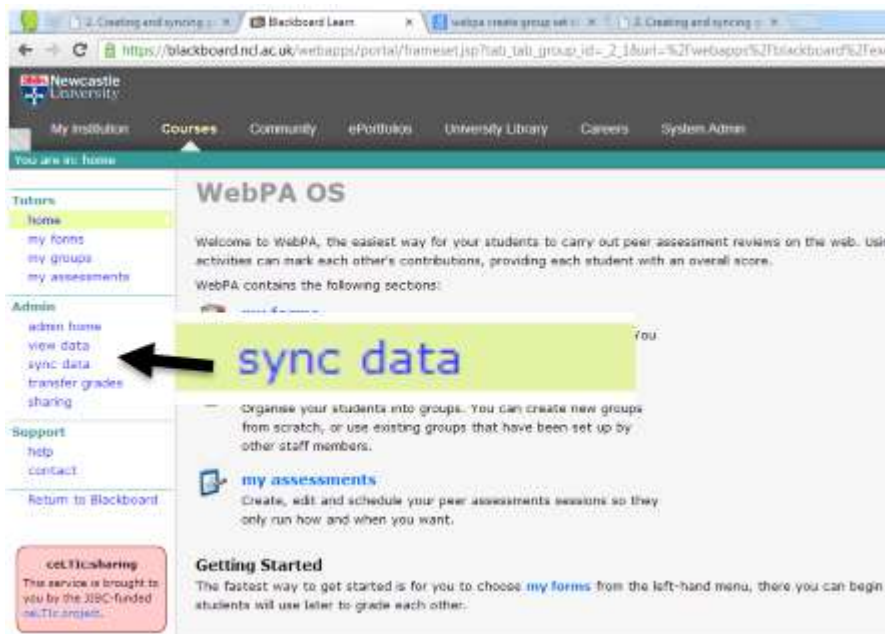 2. Creating and syncing
Blackboard Learn
webpa create group set
2. Creating and syncing
https://blackboard.ncl.ac.uk/webapps/portal/frameset.jsp?tab_tab_group_id=_2_1&url=%2Fwebapps%2Fblackboard%2Fex
Newcastle
University
My Institution Courses Community ePortfolios University Library Careers System Admin
You are in: home
Tutors
home
my forms
my groups
my assessments
Admin
admin home
view data
sync data
transfer grades
sharing
Support
help
contact
Return to Blackboard
ceLTIc:sharing
This service is brought to
you by the JISC-funded
ceLTIc project.
WebPA OS
Welcome to WebPA, the easiest way for your students to carry out peer assessment reviews on the web. Usin
activities can mark each other's contributions, providing each student with an overall score.
WebPA contains the following sections:
my forms
You
sync data
Organise your students into groups. You can create new groups
from scratch, or use existing groups that have been set up by
other staff members.
my assessments
Create, edit and schedule your peer assessments sessions so they
only run how and when you want.
Getting Started
The fastest way to get started is for you to choose my forms from the left-hand menu, there you can begin
students will use later to grade each other.